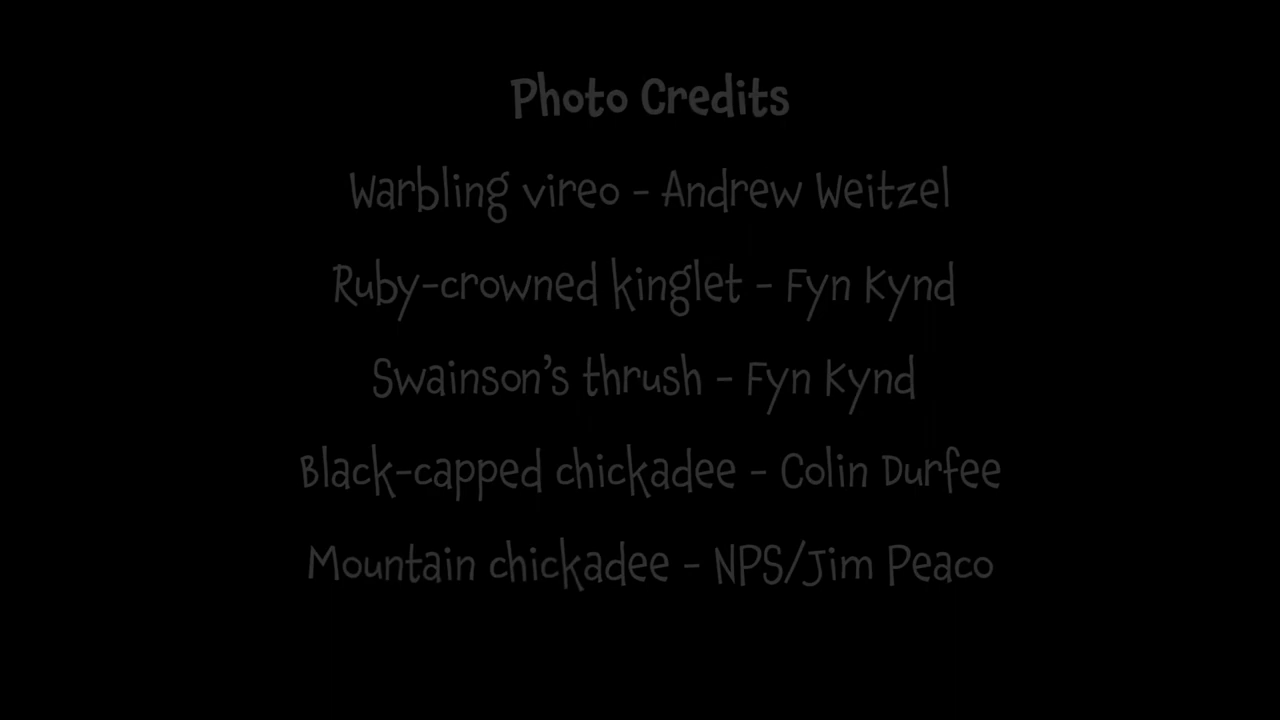 Photo Credits
Warbling vireo - Andrew Weitzel
Ruby-crowned kinglet - Fyn Kynd
Swainson's thrush - Fyn Kynd
Black-capped chickadee - Colin Durfee
Mountain chickadee - NPS/Jim Peaco